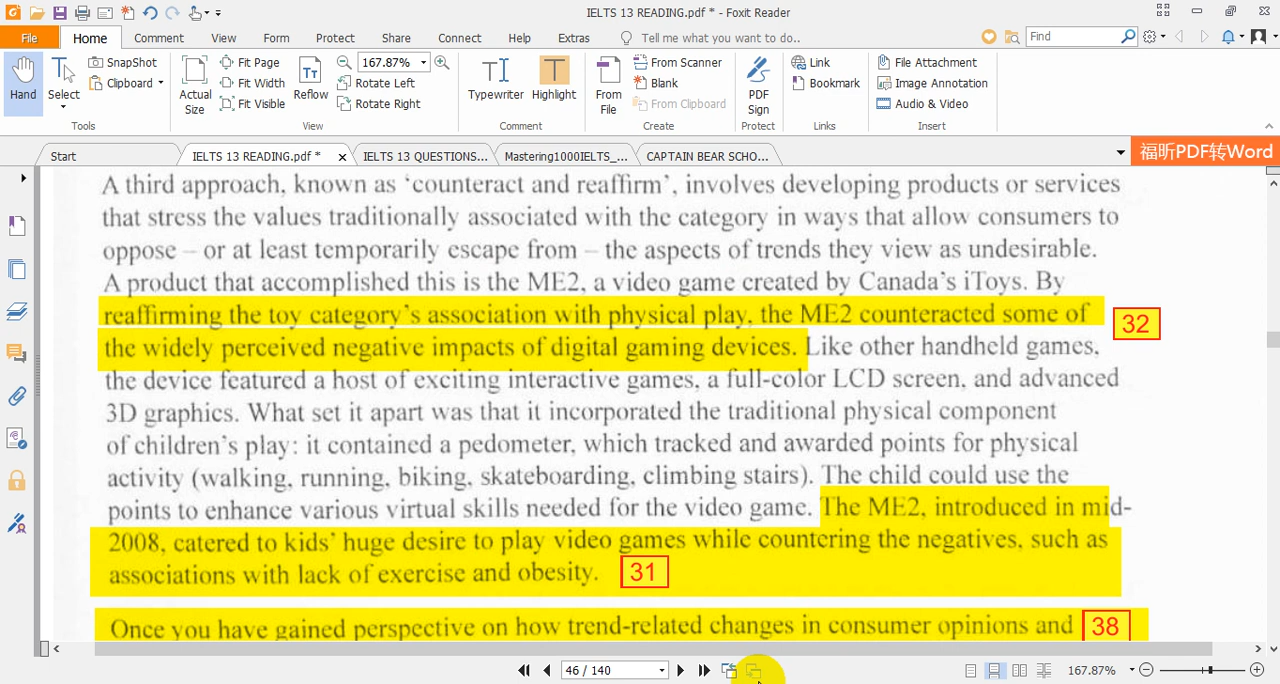 IELTS 13 READING.pdf * - Foxit Reader
File Home Comment View Form Protect Share Connect Help Extras Tell me what you want to do.. Find
Hand
Select
SnapShot
Clipboard
Tools
Actual Size
Fit Page
Fit Width
Fit Visible
Reflow
167.87%
Rotate Left
Rotate Right
View
Typewriter
Highlight
Comment
From File
From Scanner
Blank
From Clipboard
Create
PDF Sign
Protect
Link
Bookmark
Links
File Attachment
Image Annotation
Audio & Video
Insert
Start IELTS 13 READING.pdf * IELTS 13 QUESTIONS... Mastering1000IELTS_... CAPTAIN BEAR SCHO... 福昕PDF转Word
A third approach, known as ‘counteract and reaffirm’, involves developing products or services
that stress the values traditionally associated with the category in ways that allow consumers to
oppose – or at least temporarily escape from – the aspects of trends they view as undesirable.
A product that accomplished this is the ME2, a video game created by Canada’s iToys. By
reaffirming the toy category’s association with physical play, the ME2 counteracted some of
32
the widely perceived negative impacts of digital gaming devices. Like other handheld games,
the device featured a host of exciting interactive games, a full-color LCD screen, and advanced
3D graphics. What set it apart was that it incorporated the traditional physical component
of children’s play: it contained a pedometer, which tracked and awarded points for physical
activity (walking, running, biking, skateboarding, climbing stairs). The child could use the
points to enhance various virtual skills needed for the video game. The ME2, introduced in mid-
2008, catered to kids’ huge desire to play video games while countering the negatives, such as
associations with lack of exercise and obesity. 31
Once you have gained perspective on how trend-related changes in consumer opinions and 38
46 / 140
167.87%